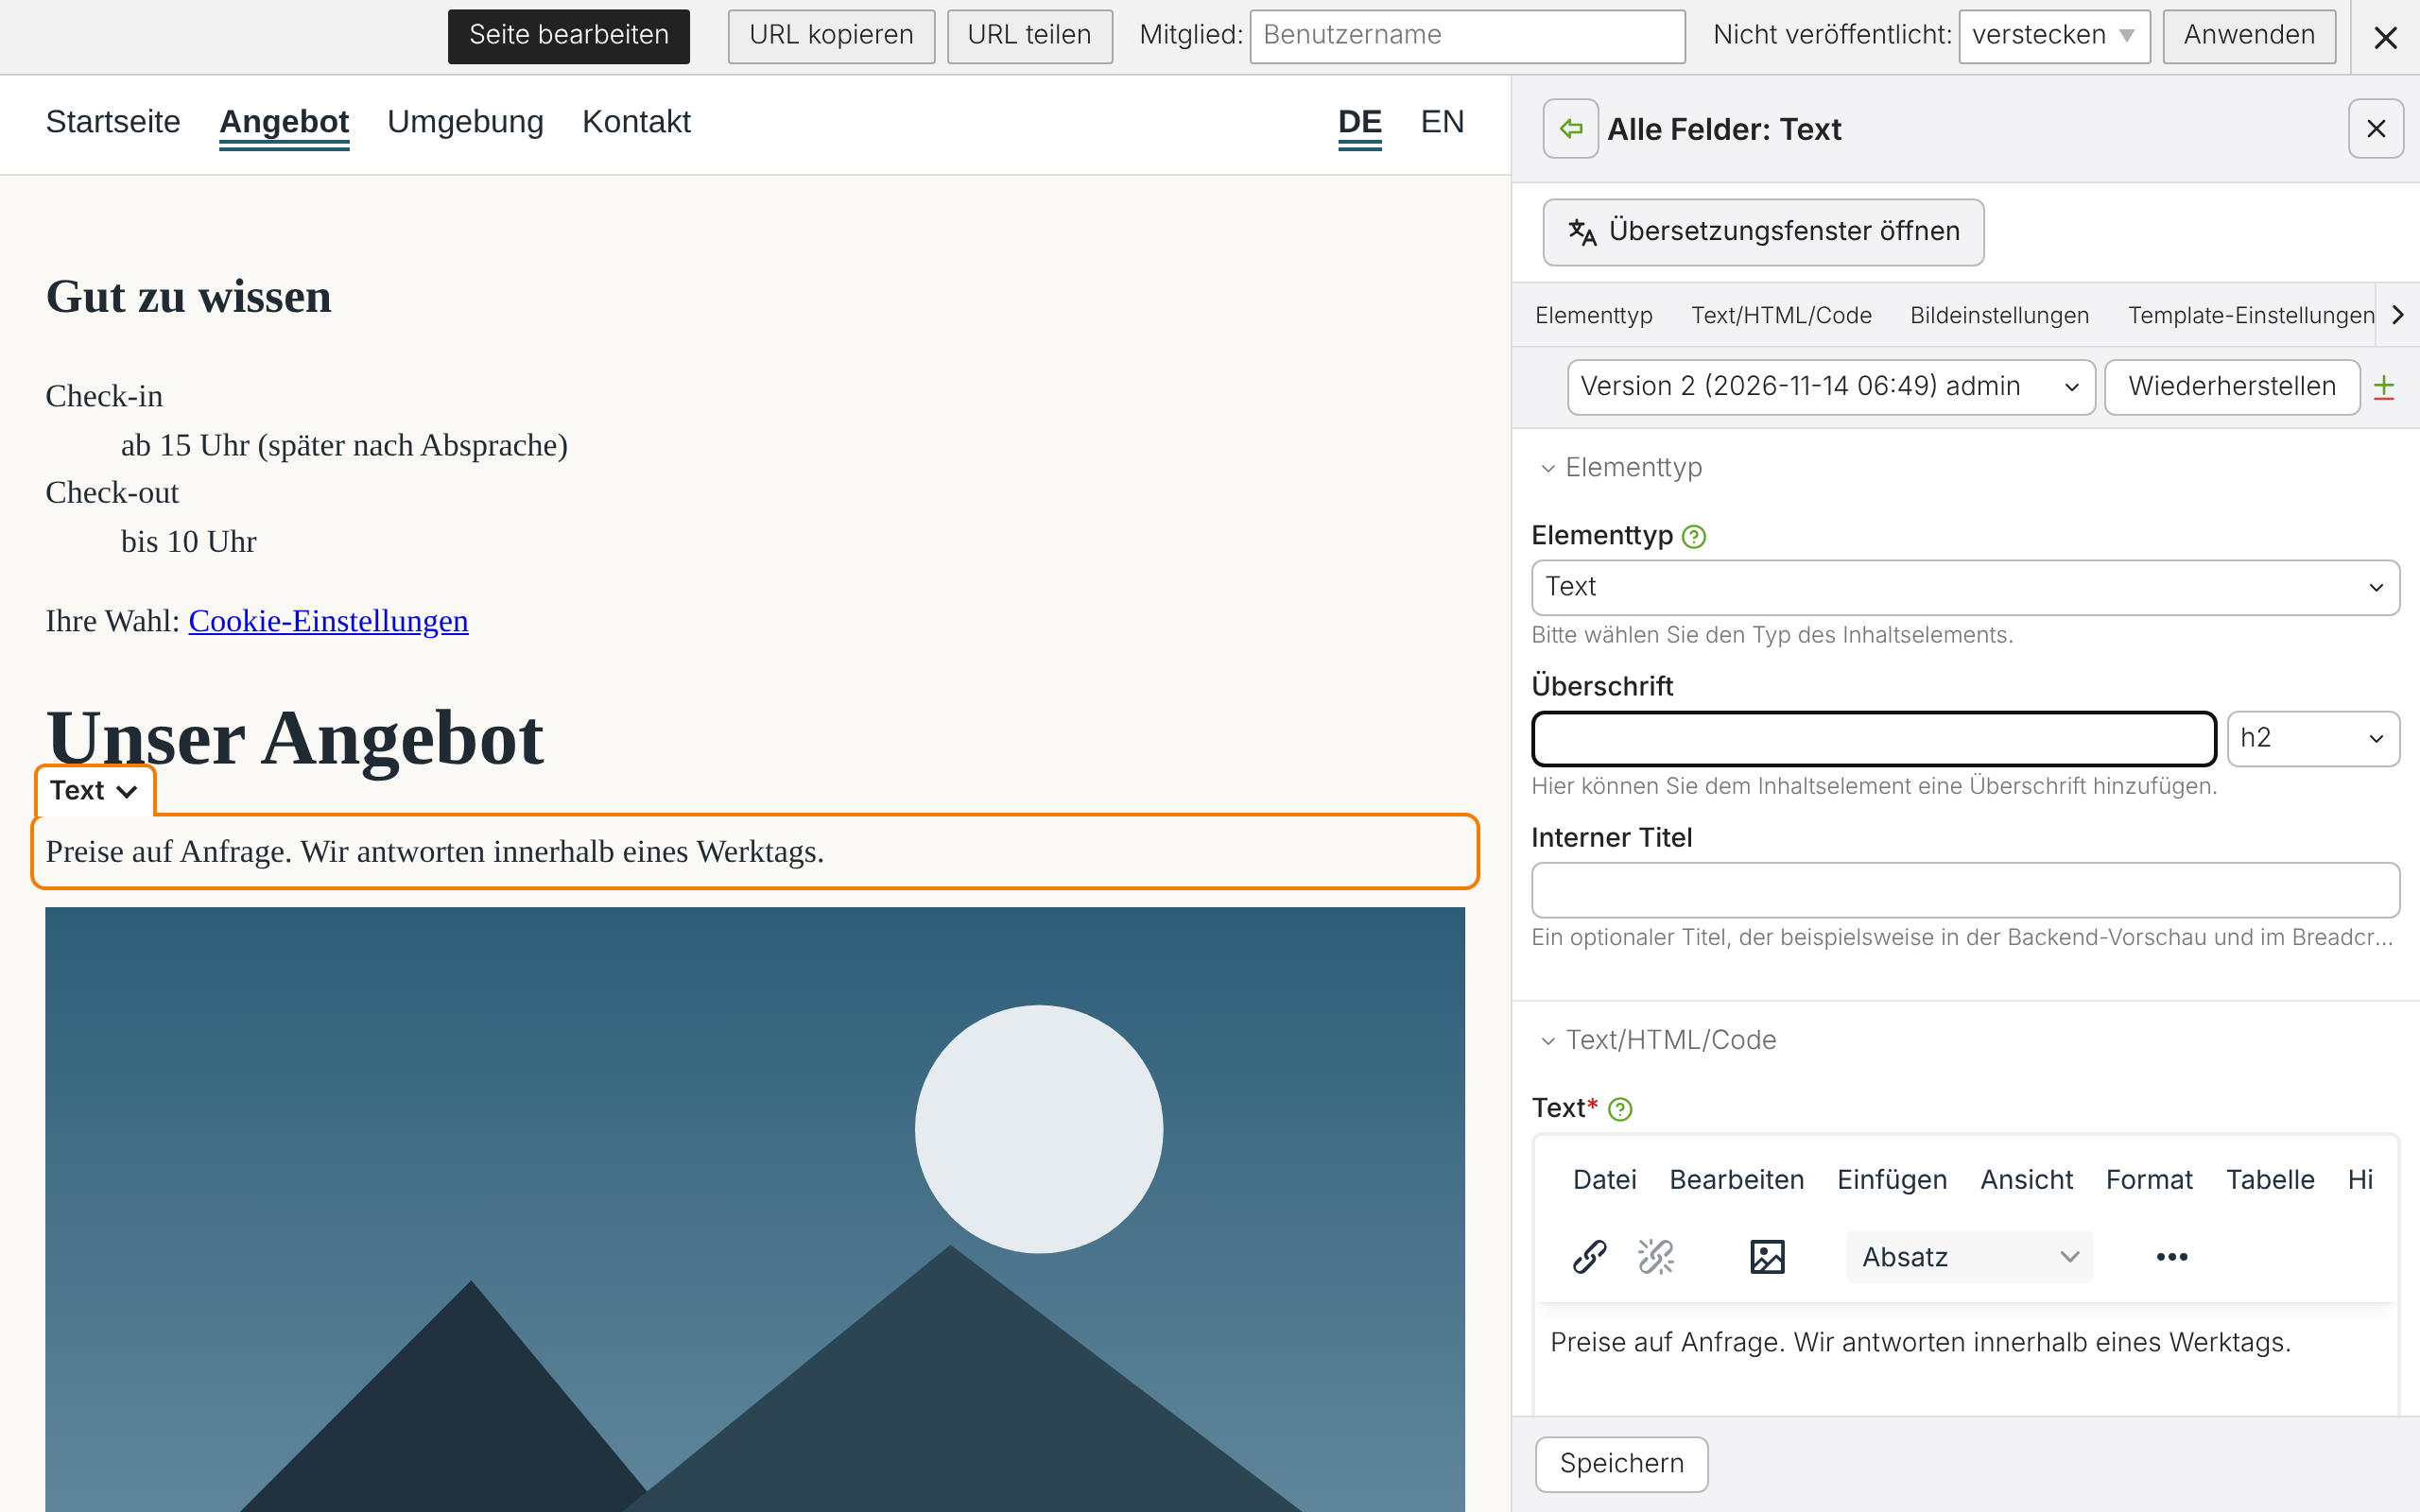 Seite bearbeiten URL kopieren URL teilen Mitglied: Benutzername Nicht veröffentlicht: verstecken Anwenden
Startseite Angebot Umgebung Kontakt DE EN
Gut zu wissen
Check-in
ab 15 Uhr (später nach Absprache)
Check-out
bis 10 Uhr
Ihre Wahl: Cookie-Einstellungen
Unser Angebot
Text
Preise auf Anfrage. Wir antworten innerhalb eines Werktags.
Alle Felder: Text
Übersetzungsfenster öffnen
Elementtyp Text/HTML/Code Bildeinstellungen Template-Einstellungen
Version 2 (2026-11-14 06:49) admin Wiederherstellen
Elementtyp
Elementtyp
Text
Bitte wählen Sie den Typ des Inhaltselements.
Überschrift
h2
Hier können Sie dem Inhaltselement eine Überschrift hinzufügen.
Interner Titel
Ein optionaler Titel, der beispielsweise in der Backend-Vorschau und im Breadcr...
Text/HTML/Code
Text*
Datei Bearbeiten Einfügen Ansicht Format Tabelle Hi
Absatz
Preise auf Anfrage. Wir antworten innerhalb eines Werktags.
Speichern